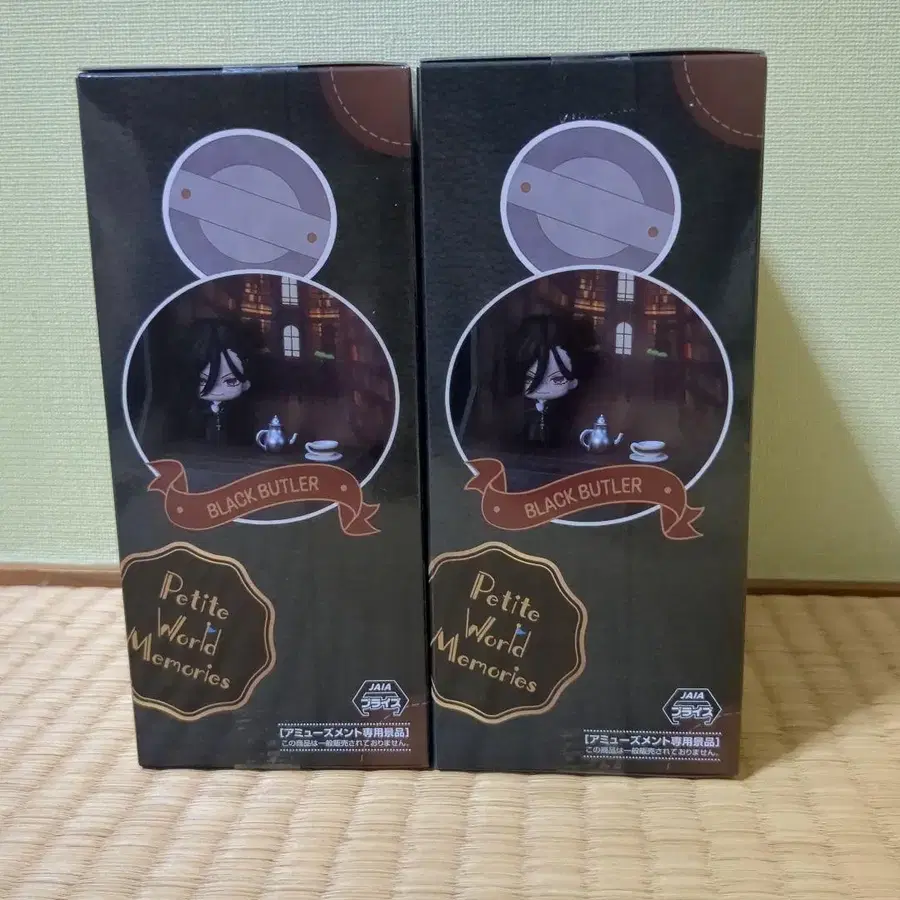 BLACK BUTLER
Petite
World
Memories
JAIA
プライズ
[アミューズメント専用景品]
この商品は一般販売されておりません。
BLACK BUTLER
Petite
World
Memories
JAIA
プライズ
[アミューズメント専用景品]
この商品は一般販売されておりません。